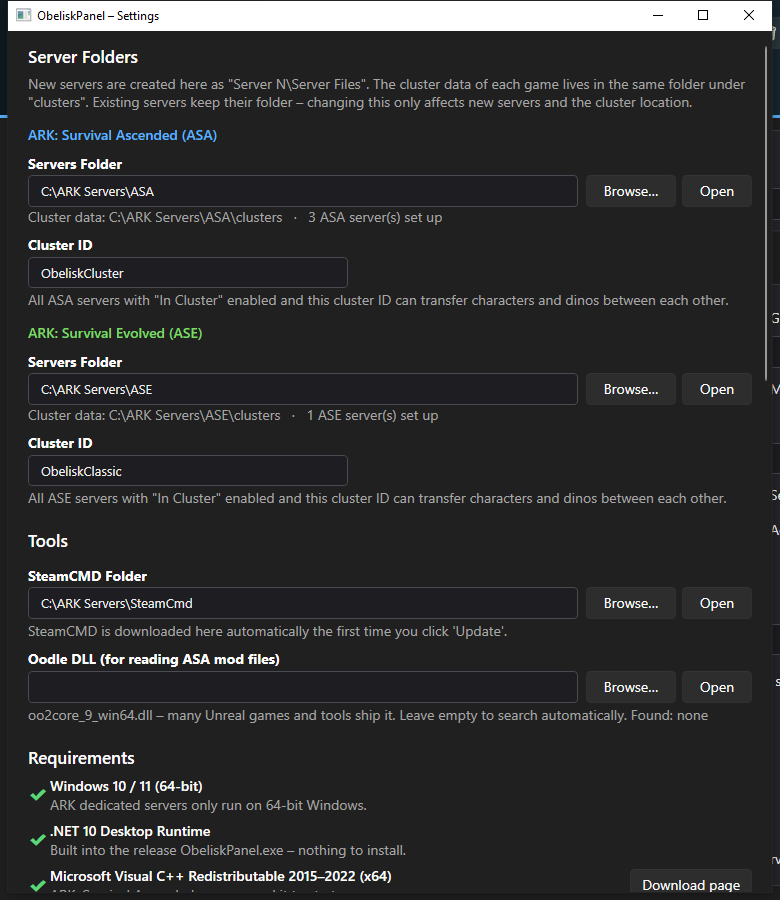 ObeliskPanel – Settings
Server Folders
New servers are created here as "Server N\Server Files". The cluster data of each game lives in the same folder under
"clusters". Existing servers keep their folder – changing this only affects new servers and the cluster location.
ARK: Survival Ascended (ASA)
Servers Folder
C:\ARK Servers\ASA
Browse...
Open
Cluster data: C:\ARK Servers\ASA\clusters · 3 ASA server(s) set up
Cluster ID
ObeliskCluster
All ASA servers with "In Cluster" enabled and this cluster ID can transfer characters and dinos between each other.
ARK: Survival Evolved (ASE)
Servers Folder
C:\ARK Servers\ASE
Browse...
Open
Cluster data: C:\ARK Servers\ASE\clusters · 1 ASE server(s) set up
Cluster ID
ObeliskClassic
All ASE servers with "In Cluster" enabled and this cluster ID can transfer characters and dinos between each other.
Tools
SteamCMD Folder
C:\ARK Servers\SteamCmd
Browse...
Open
SteamCMD is downloaded here automatically the first time you click 'Update'.
Oodle DLL (for reading ASA mod files)
Browse...
Open
oo2core_9_win64.dll – many Unreal games and tools ship it. Leave empty to search automatically. Found: none
Requirements
Windows 10 / 11 (64-bit)
ARK dedicated servers only run on 64-bit Windows.
.NET 10 Desktop Runtime
Built into the release ObeliskPanel.exe – nothing to install.
Microsoft Visual C++ Redistributable 2015–2022 (x64)
Download page